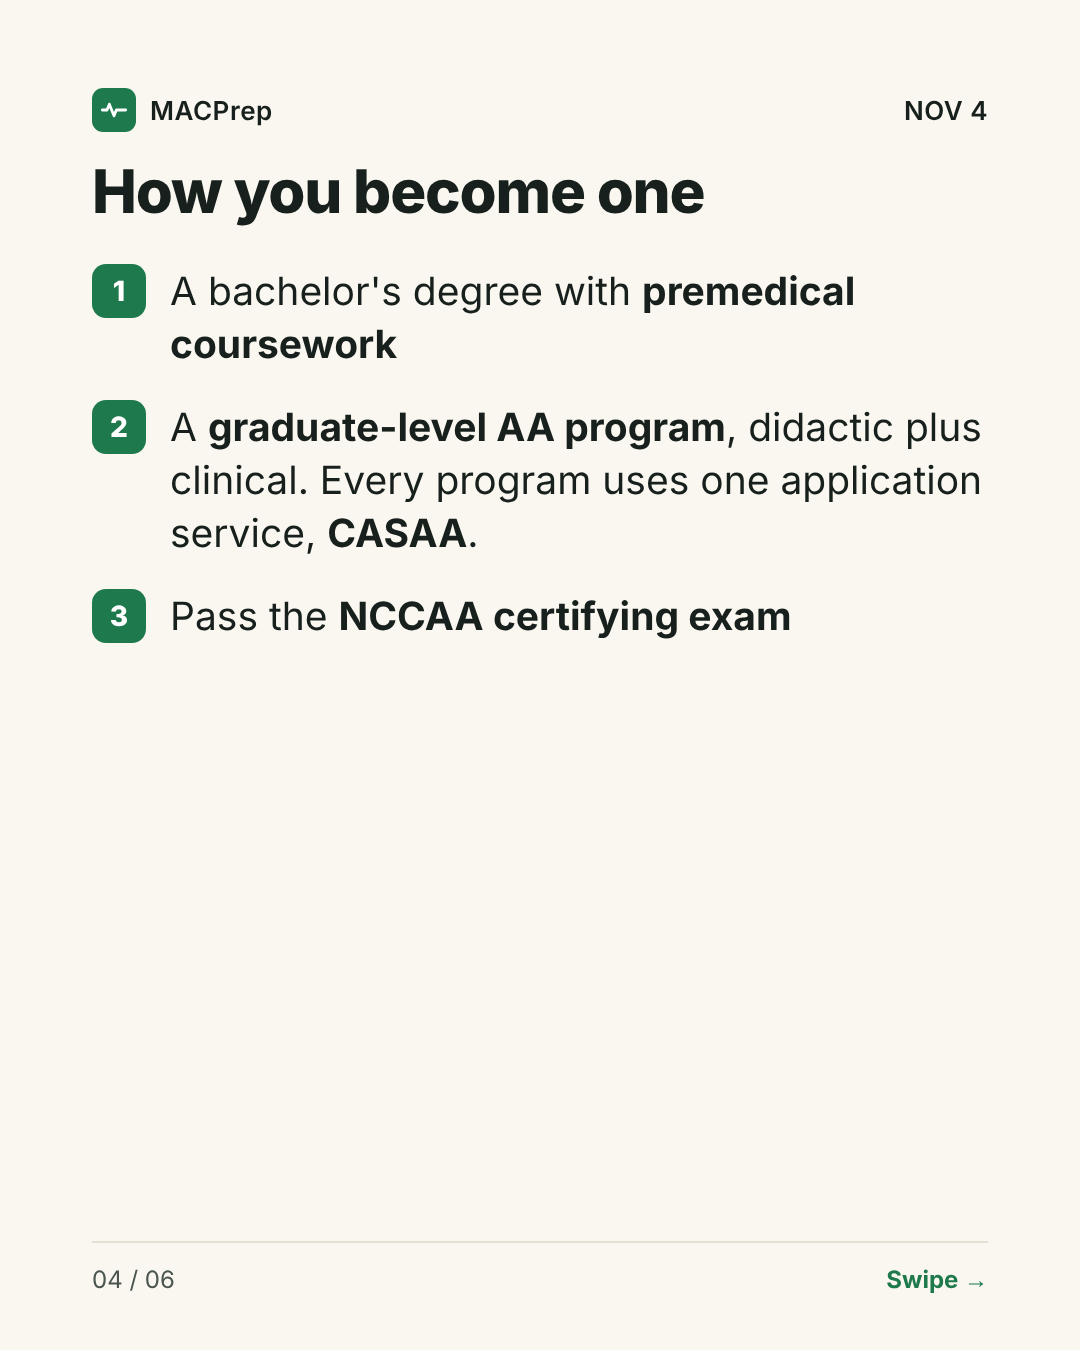 MACPrep
NOV 4
How you become one
1 A bachelor's degree with premedical
coursework
2 A graduate-level AA program, didactic plus
clinical. Every program uses one application
service, CASAA.
3 Pass the NCCAA certifying exam
04 / 06
Swipe →